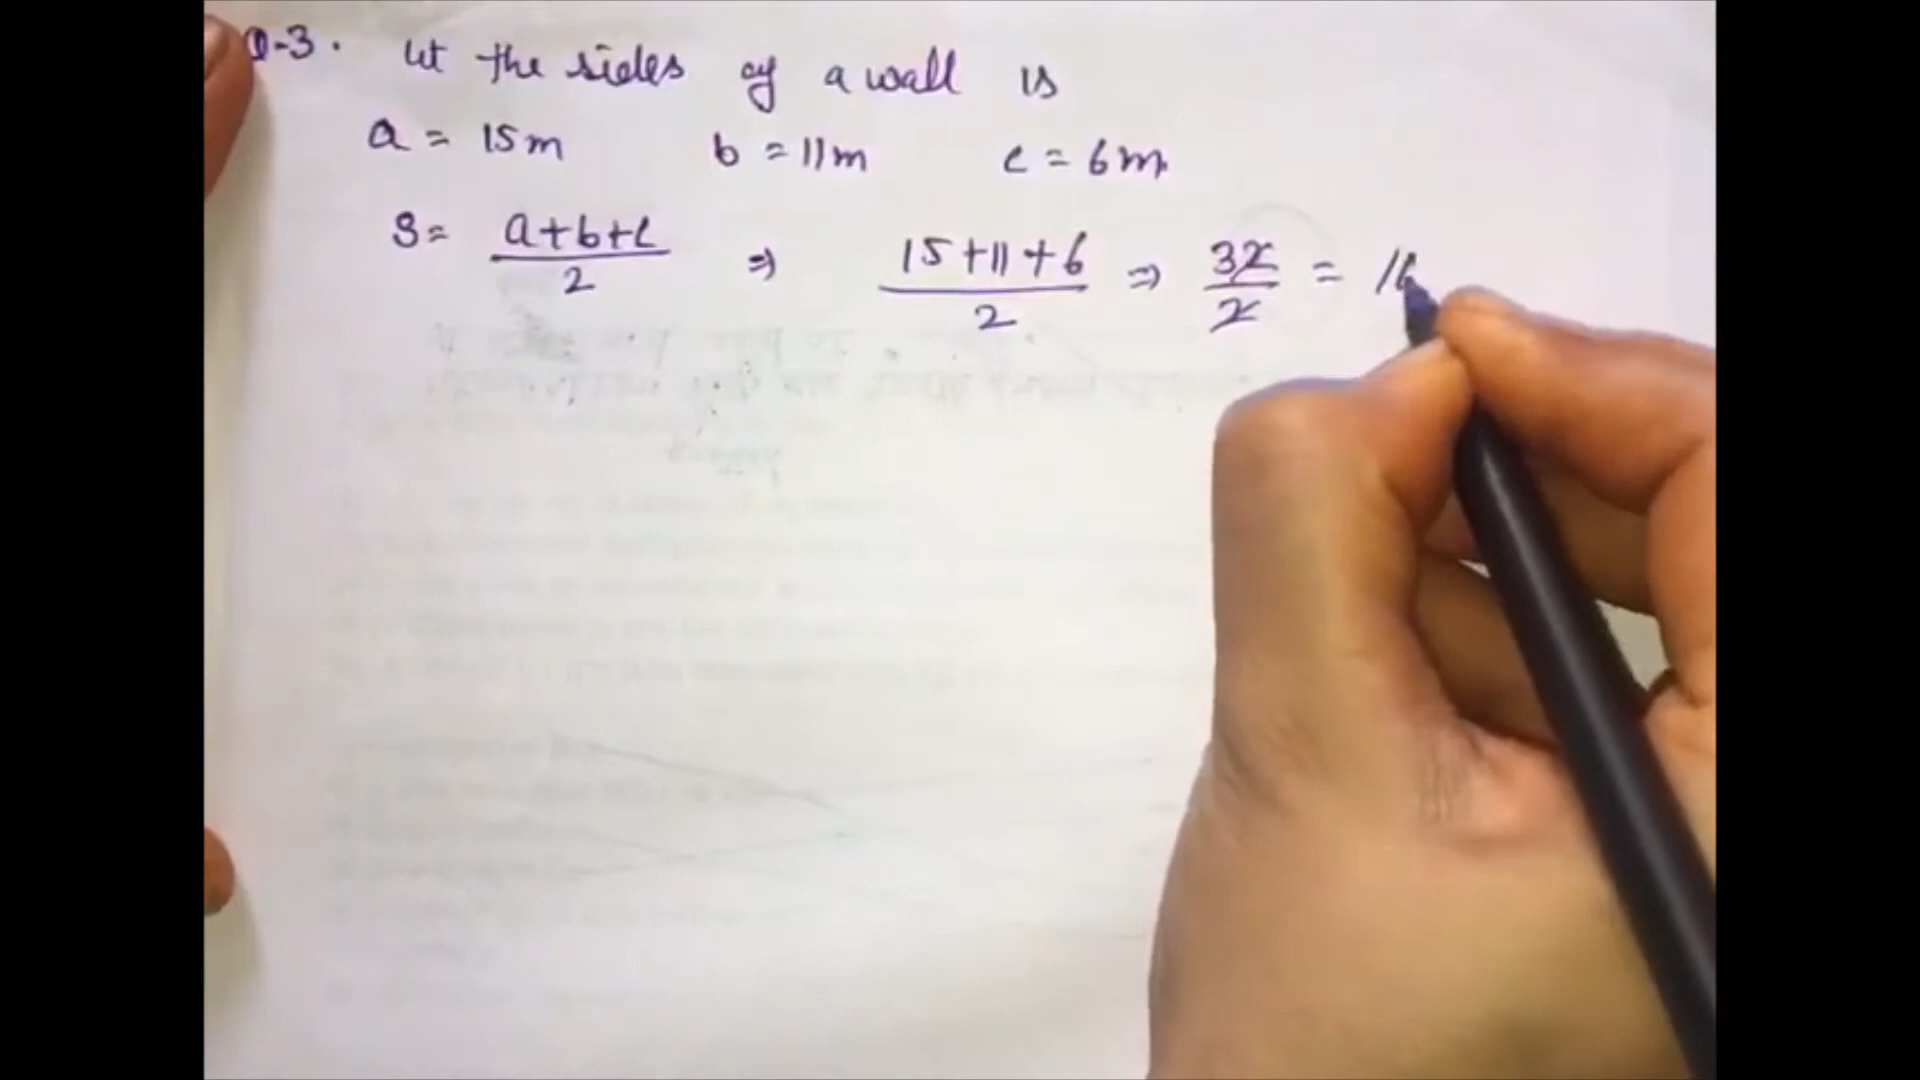 Q-3. let the sides of a wall is
a = 15m b = 11m c = 6m
S = a+b+c/2 ⇒ 15+11+6/2 ⇒ 32/2 = 16